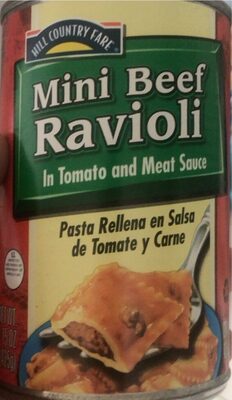 HILL COUNTRY FARE
Mini Beef
Ravioli
In Tomato and Meat Sauce
Pasta Rellena en Salsa
de Tomate y Carne